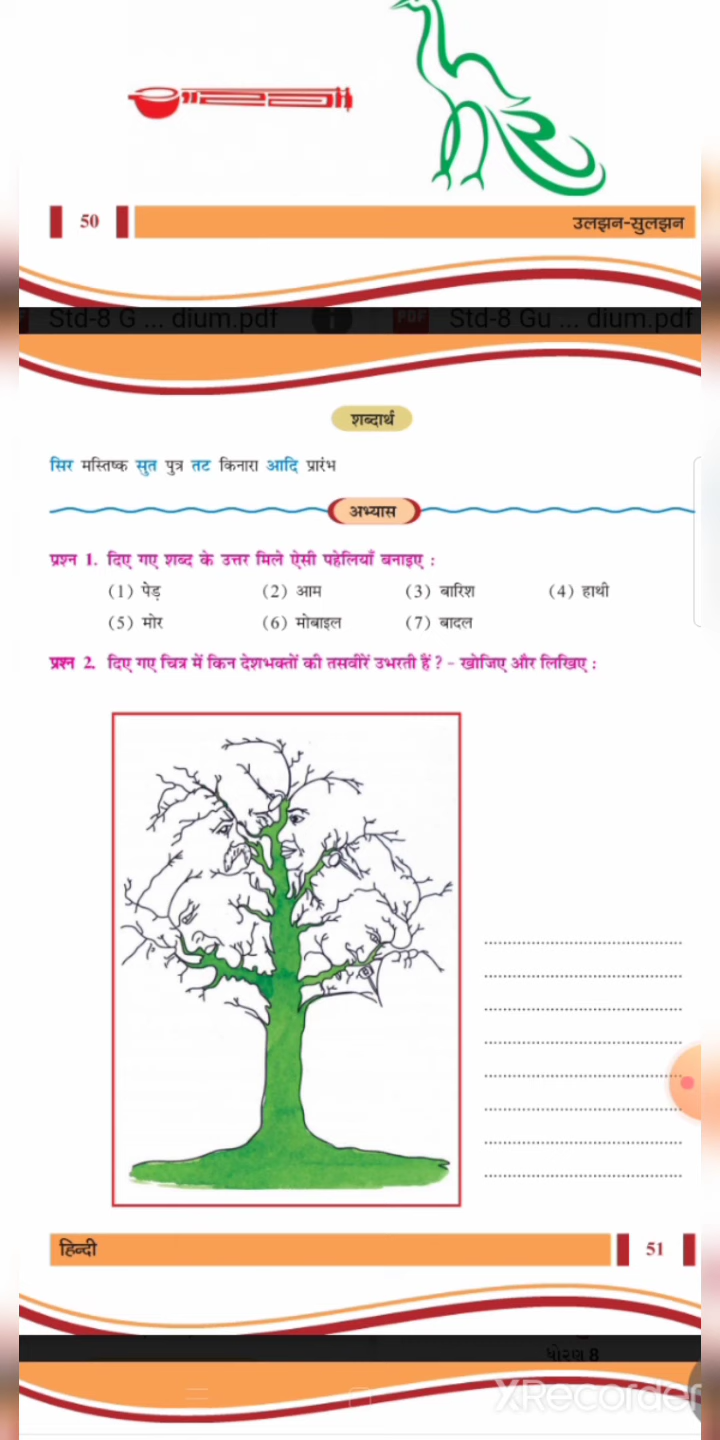 50
उलझन-सुलझन
Std-8 G ... dium.pdf
PDF Std-8 Gu ... dium.pdf
शब्दार्थ
सिर मस्तिष्क सुत पुत्र तट किनारा आदि प्रारंभ
अभ्यास
प्रश्न 1. दिए गए शब्द के उत्तर मिले ऐसी पहेलियाँ बनाइए :
(1) पेड़ (2) आम (3) बारिश (4) हाथी
(5) मोर (6) मोबाइल (7) बादल
प्रश्न 2. दिए गए चित्र में किन देशभक्तों की तसवीरें उभरती हैं ? - खोजिए और लिखिए :
हिन्दी
51
ધોરણ 8
XRecorder